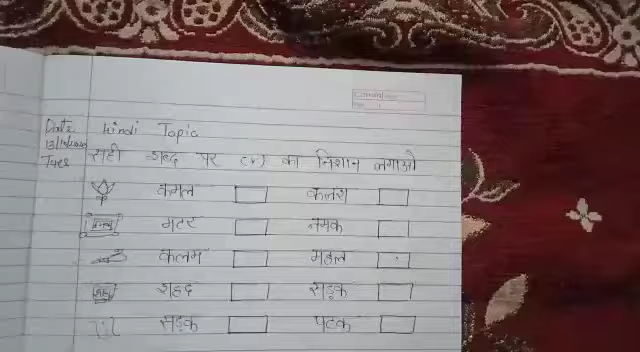 Date Hindi Topic
Tues सही शब्द पर (✓) का निशान लगाओ
कमल कलश
मटर नमक
कलम महल
शहद सड़क
सड़क पटक